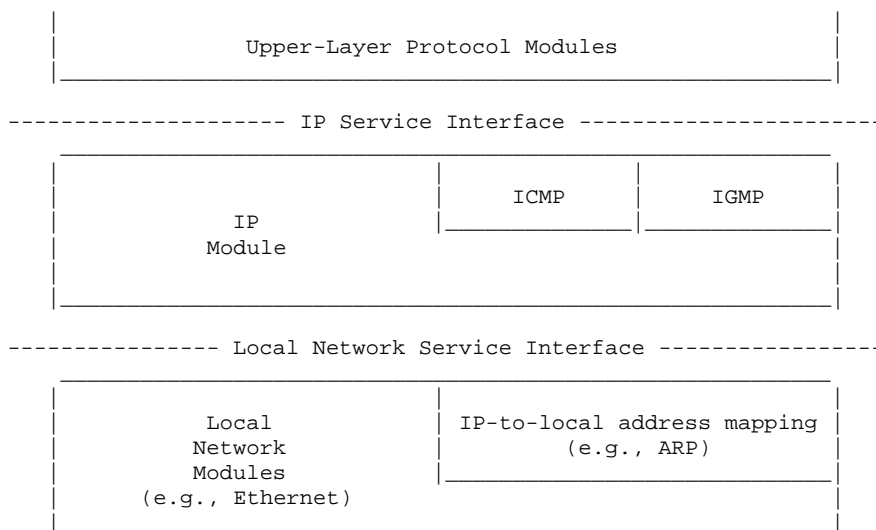 Upper-Layer Protocol Modules
--------------------- IP Service Interface -----------------------
ICMP IGMP
IP
Module
---------------- Local Network Service Interface -----------------
Local IP-to-local address mapping
Network (e.g., ARP)
Modules
(e.g., Ethernet)